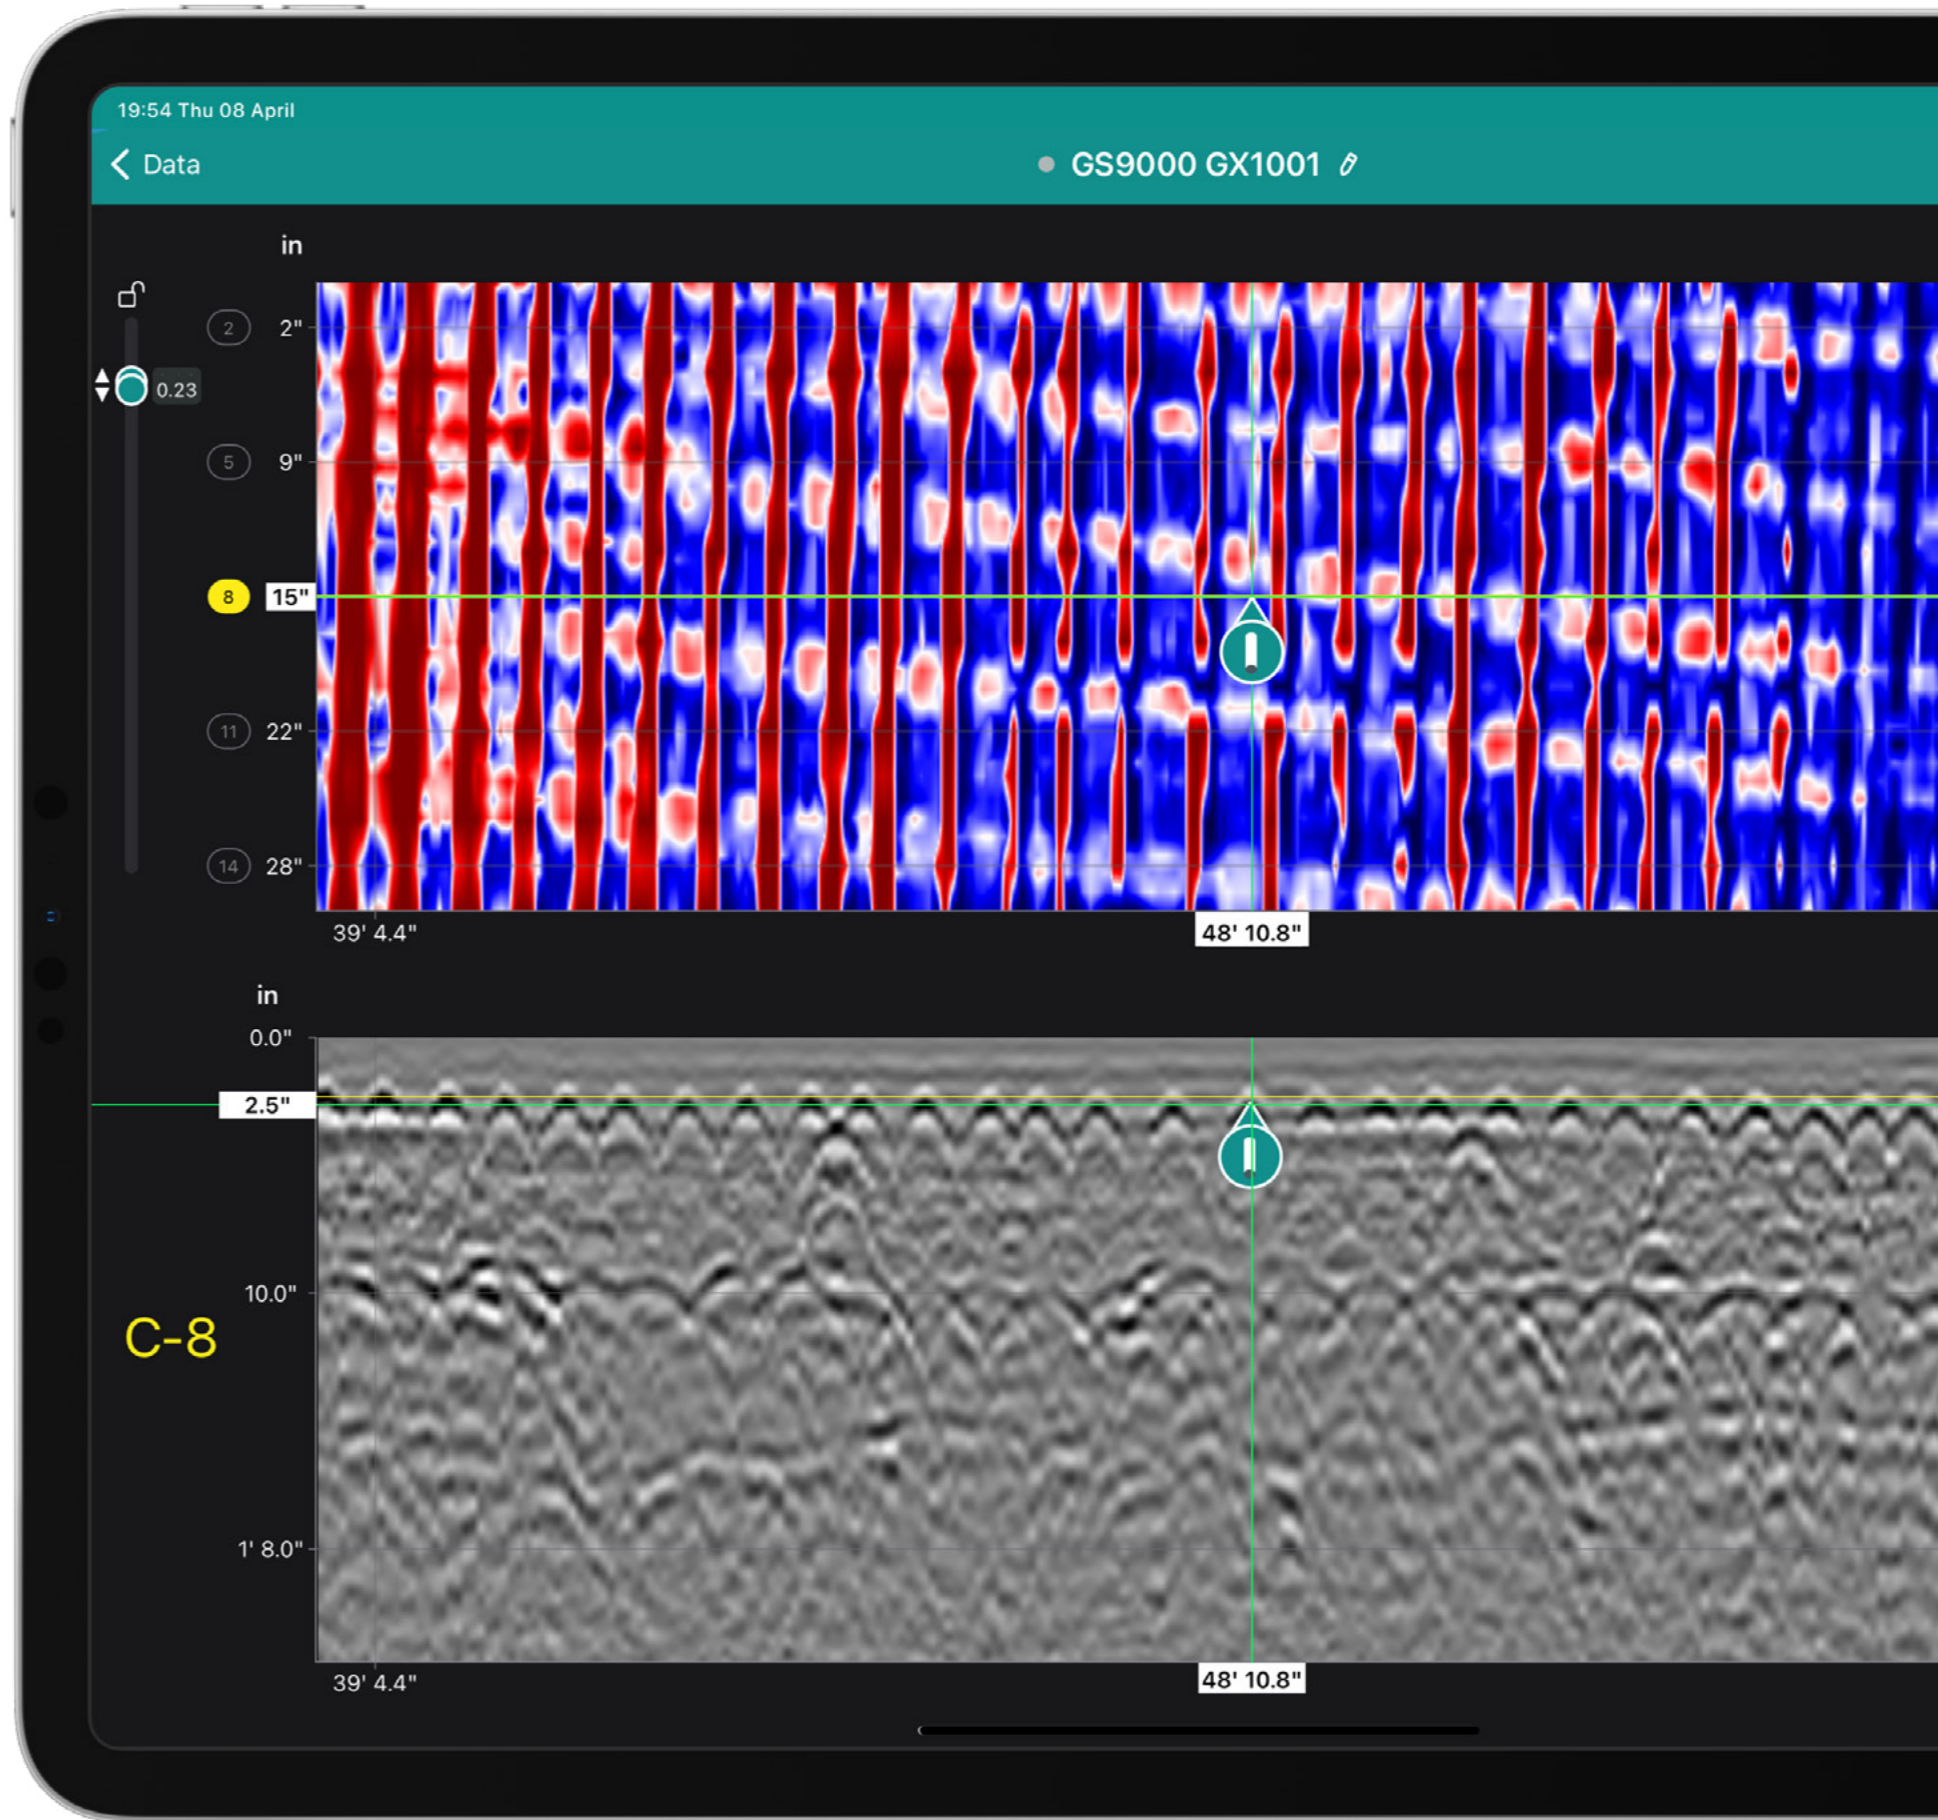 19:54 Thu 08 April
Data
GS9000 GX1001
in
2 2"
0.23
5 9"
8 15"
11 22"
14 28"
39' 4.4" 48' 10.8"
in
0.0"
2.5"
10.0"
C-8
1' 8.0"
39' 4.4" 48' 10.8"